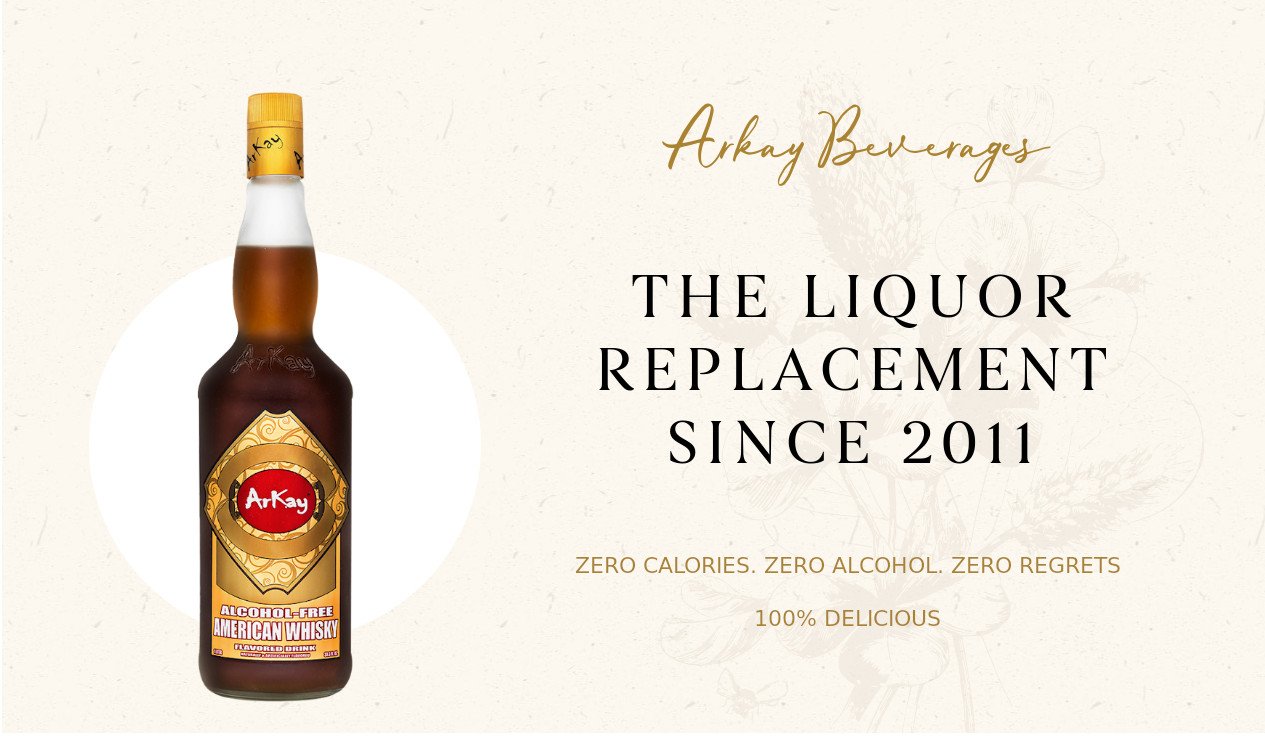 Arkay Beverages
THE LIQUOR
REPLACEMENT
SINCE 2011
ZERO CALORIES. ZERO ALCOHOL. ZERO REGRETS
100% DELICIOUS
ArKay
ArKay
ArKay
ALCOHOL-FREE
AMERICAN WHISKY
FLAVORED DRINK